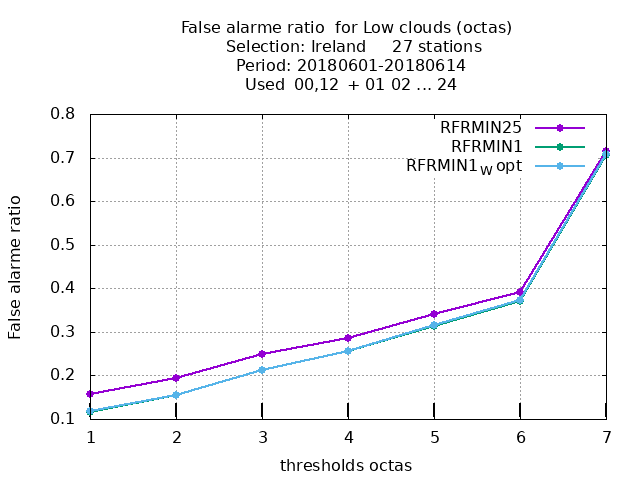 False alarme ratio  for Low clouds (octas)
Selection: Ireland     27 stations
Period: 20180601-20180614
Used  00,12  + 01 02 ... 24
RFRMIN25
RFRMIN1
RFRMIN1W opt
False alarme ratio
0.8
0.7
0.6
0.5
0.4
0.3
0.2
0.1
1 2 3 4 5 6 7
thresholds octas